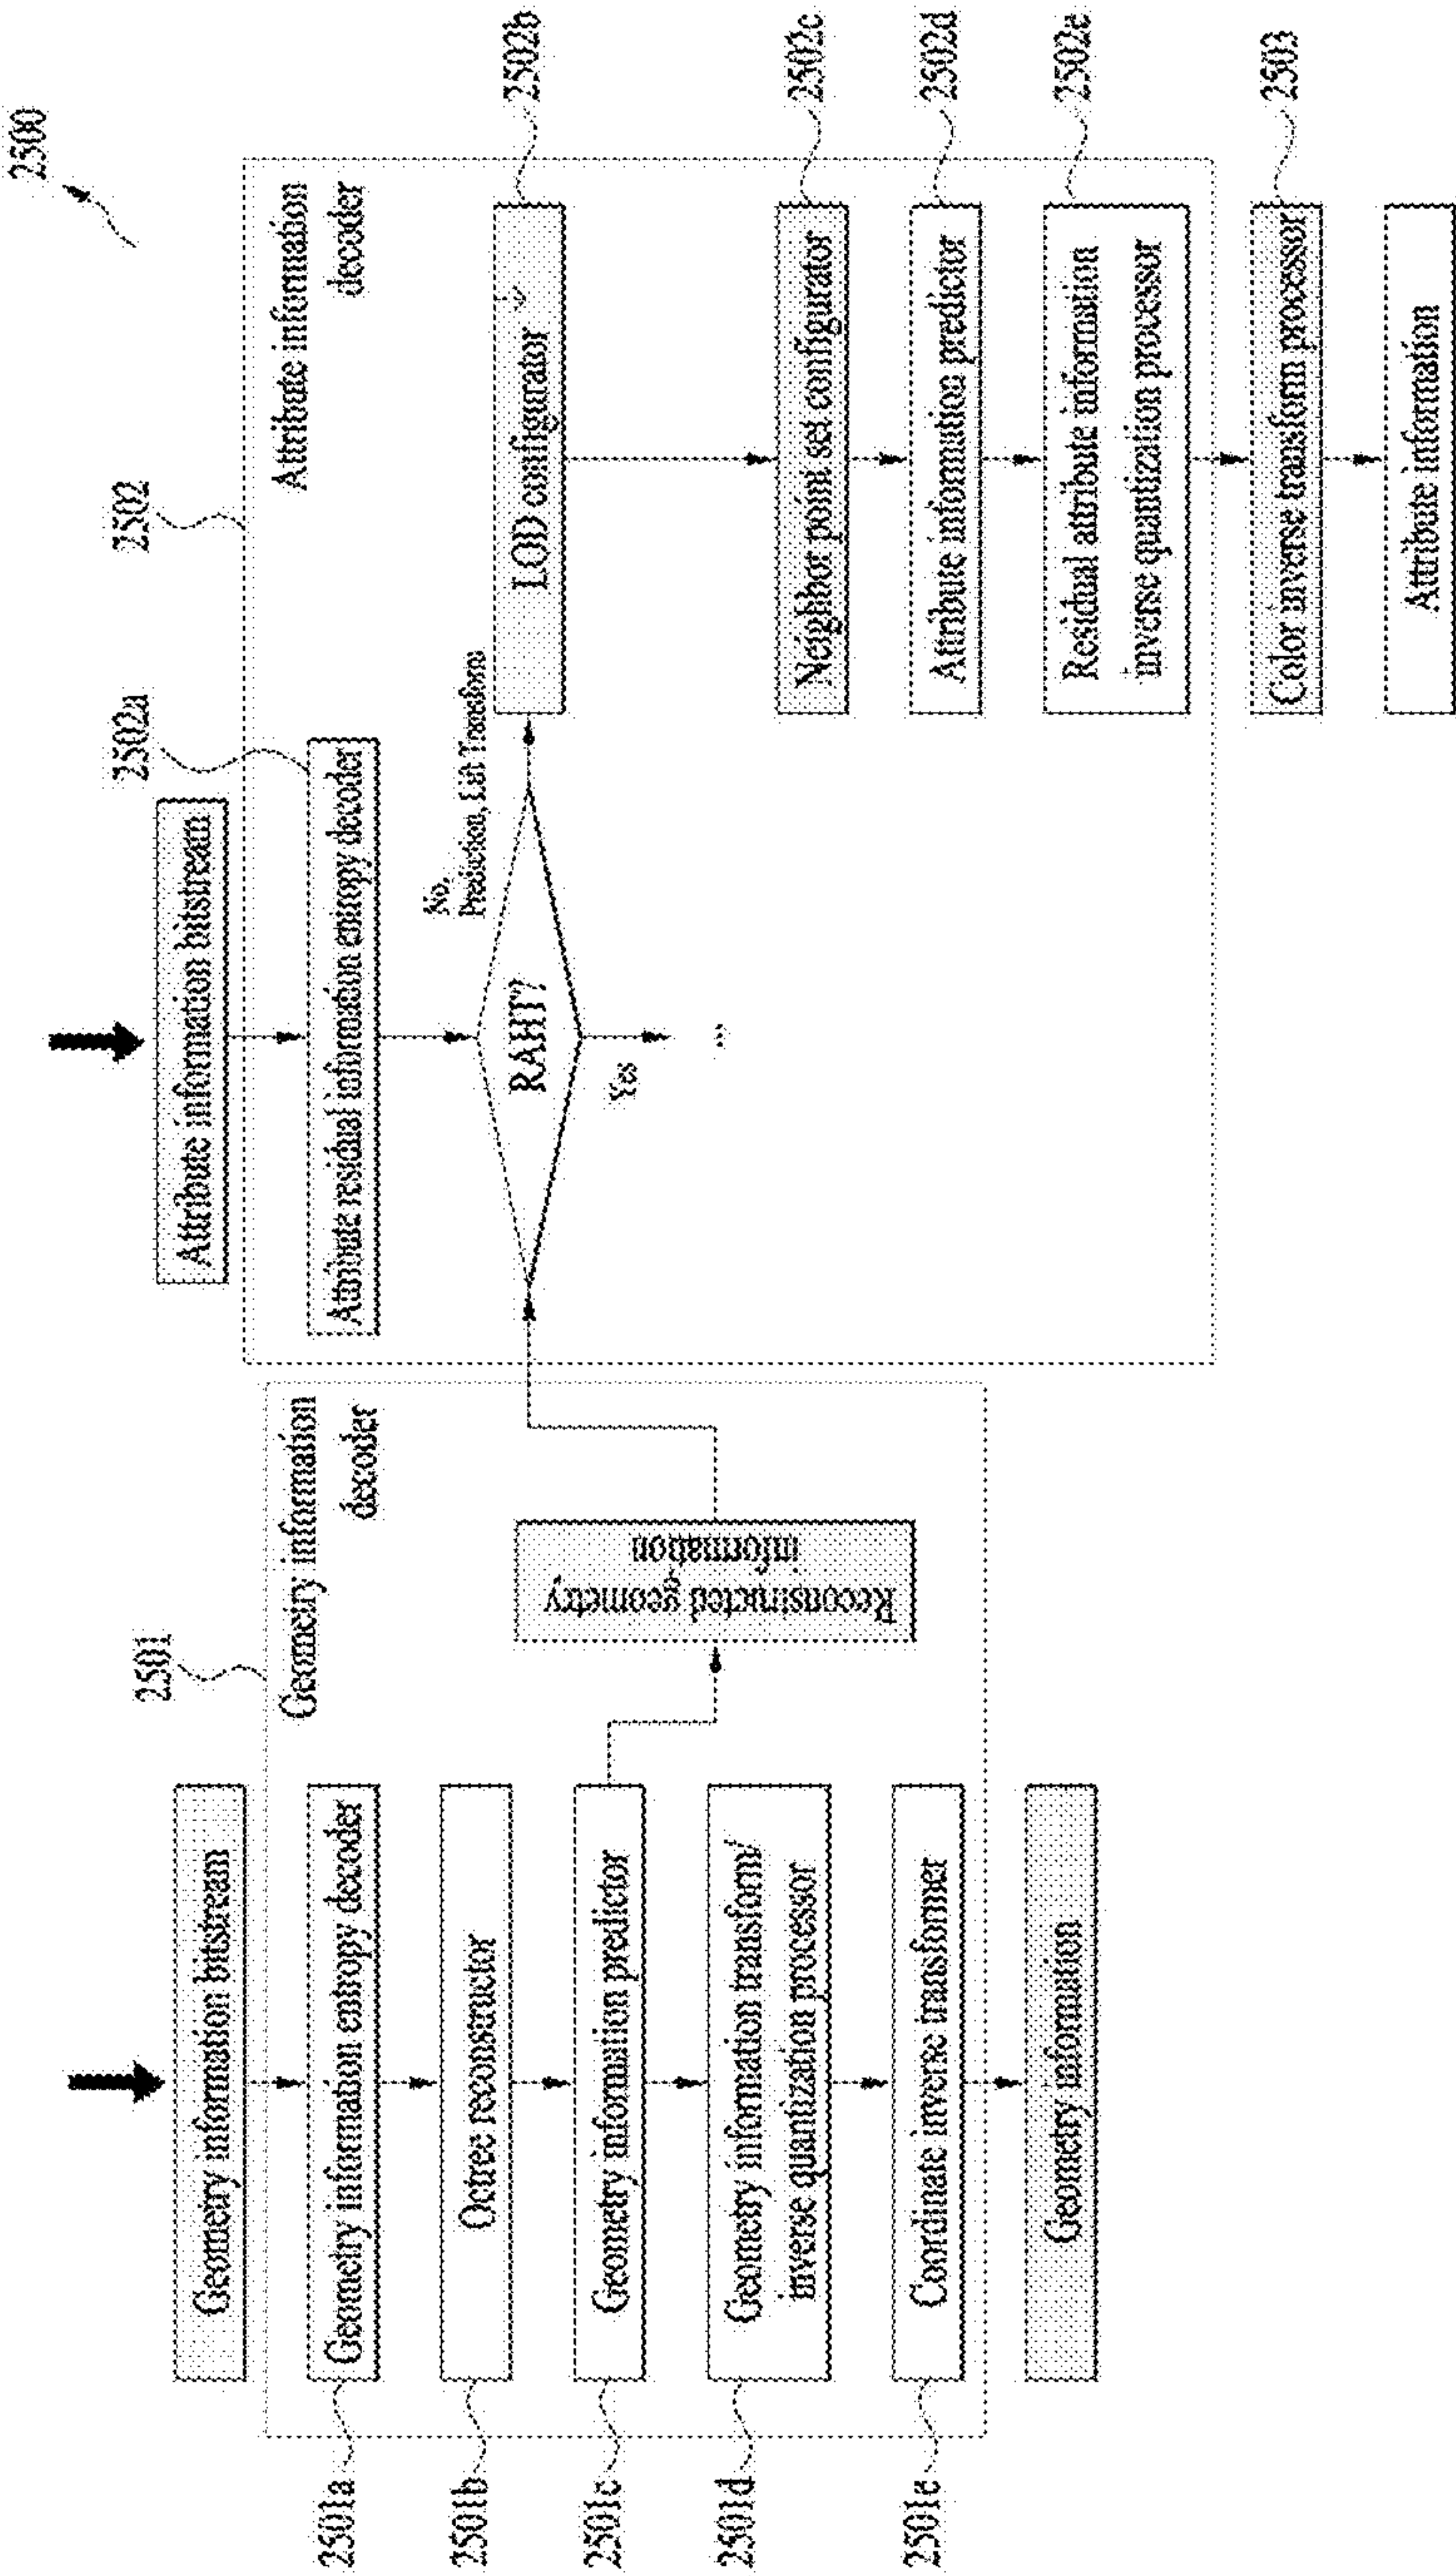 2500
Geometry information bitstream
2501
Geometry information
decoder
2501a
Geometry information entropy decoder
2501b
Octree reconstructor
2501c
Geometry information predictor
2501d
Geometry information transform/
inverse quantization processor
2501e
Coordinate inverse transformer
Geometry information
Reconstructed geometry
information
Attribute information bitstream
2502
Attribute information
decoder
2502a
Attribute residual information entropy decoder
RAHT?
Yes
...
No,
Prediction, Lift Transform
LOD configurator
2502b
Neighbor point set configurator
2502c
Attribute information predictor
2502d
Residual attribute information
inverse quantization processor
2502e
Color inverse transform processor
2503
Attribute information